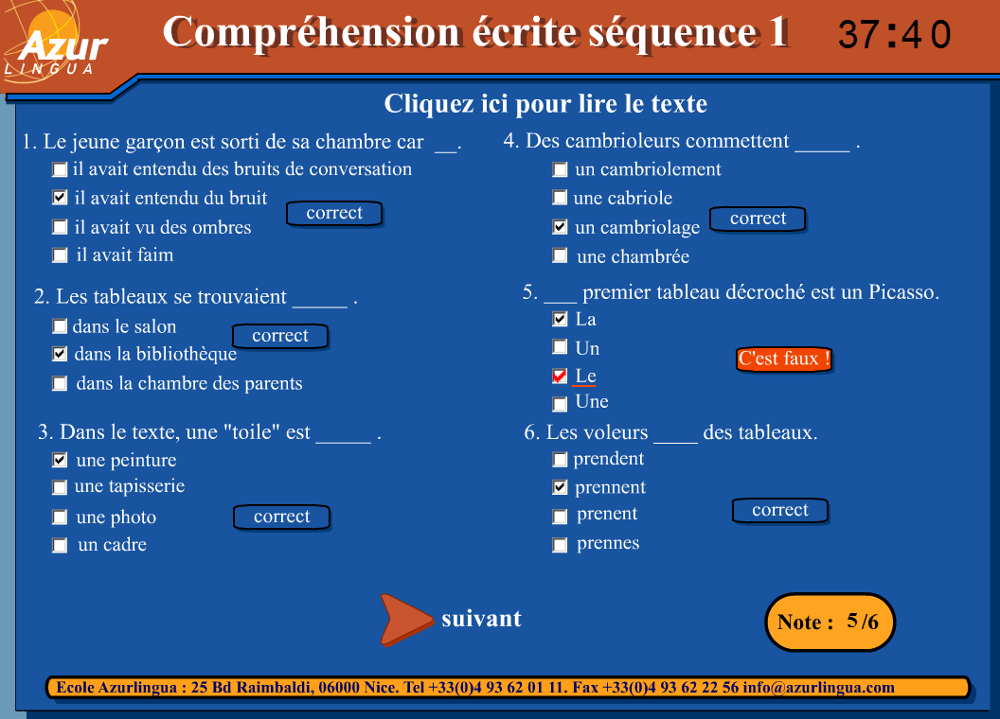 Azur
LINGUA
Compréhension écrite séquence 1
37:40
Cliquez ici pour lire le texte
1. Le jeune garçon est sorti de sa chambre car __.
il avait entendu des bruits de conversation
il avait entendu du bruit
correct
il avait vu des ombres
il avait faim
2. Les tableaux se trouvaient _____ .
dans le salon
correct
dans la bibliothèque
dans la chambre des parents
3. Dans le texte, une "toile" est _____ .
une peinture
une tapisserie
une photo
correct
un cadre
4. Des cambrioleurs commettent _____ .
un cambriolement
une cabriole
correct
un cambriolage
une chambrée
5. ___ premier tableau décroché est un Picasso.
La
Un
C'est faux !
Le
Une
6. Les voleurs ____ des tableaux.
prendent
prennent
correct
prenent
prennes
suivant
Note : 5/6
Ecole Azurlingua : 25 Bd Raimbaldi, 06000 Nice. Tel +33(0)4 93 62 01 11. Fax +33(0)4 93 62 22 56 info@azurlingua.com